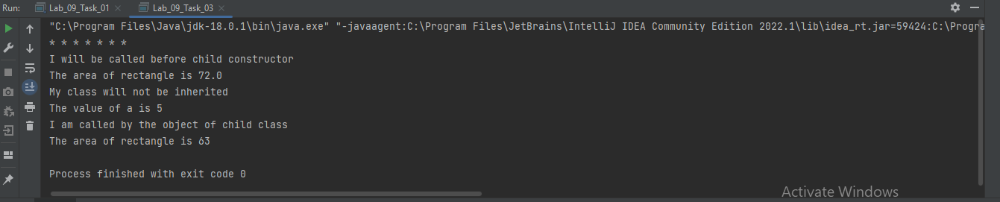 Run: Lab_09_Task_01 × Lab_09_Task_03 ×
"C:\Program Files\Java\jdk-18.0.1\bin\java.exe" "-javaagent:C:\Program Files\JetBrains\IntelliJ IDEA Community Edition 2022.1\lib\idea_rt.jar=59424:C:\Progra
* * * * * * *
I will be called before child constructor
The area of rectangle is 72.0
My class will not be inherited
The value of a is 5
I am called by the object of child class
The area of rectangle is 63
Process finished with exit code 0
Activate Windows